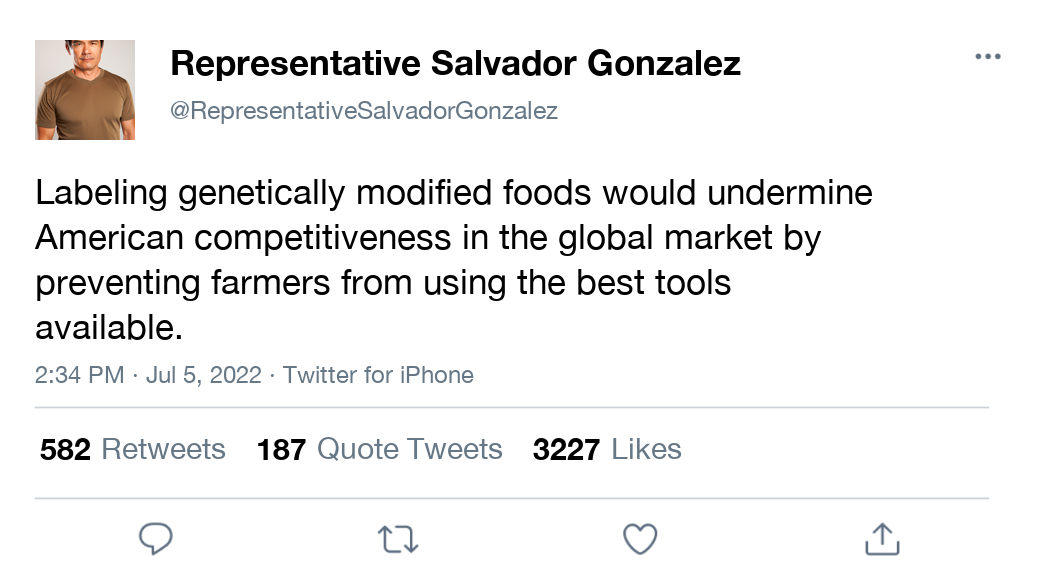 Representative Salvador Gonzalez
@RepresentativeSalvadorGonzalez
Labeling genetically modified foods would undermine
American competitiveness in the global market by
preventing farmers from using the best tools
available.
2:34 PM · Jul 5, 2022 · Twitter for iPhone
582 Retweets 187 Quote Tweets 3227 Likes